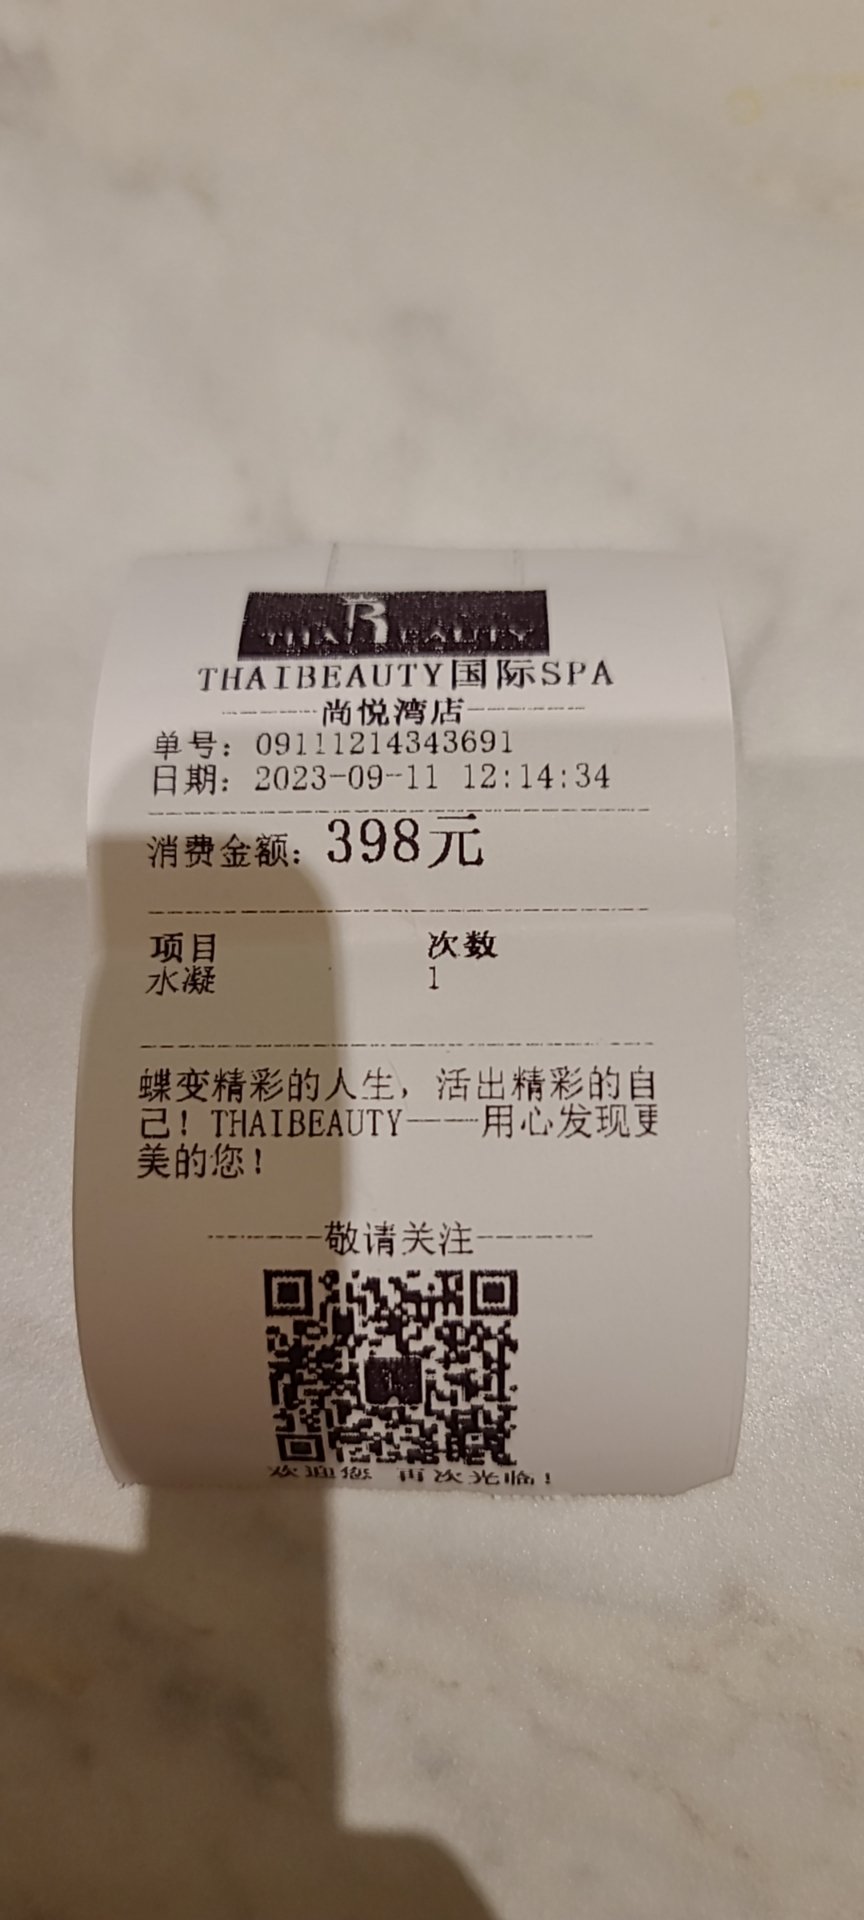 THAIBEAUTY
THAIBEAUTY国际SPA
尚悦湾店
单号：09111214343691
日期：2023-09-11 12:14:34
消费金额：398元
项目 次数
水凝 1
蝶变精彩的人生，活出精彩的自
己！THAIBEAUTY——用心发现更
美的您！
敬请关注
欢迎您 再次光临！